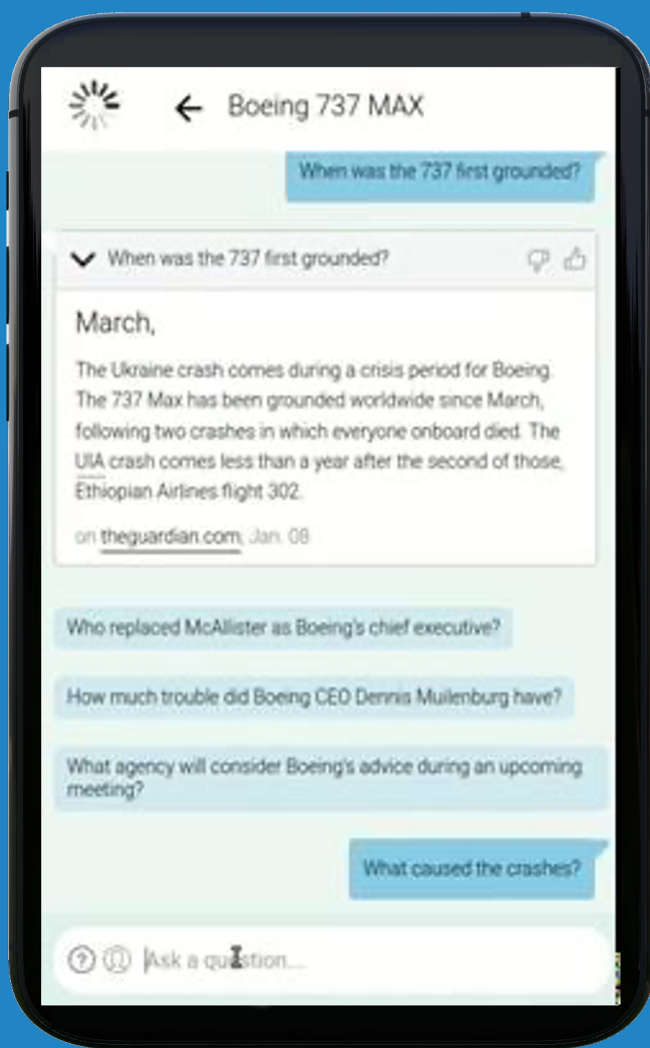 Boeing 737 MAX
When was the 737 first grounded?
When was the 737 first grounded?
March,
The Ukraine crash comes during a crisis period for Boeing.
The 737 Max has been grounded worldwide since March,
following two crashes in which everyone onboard died. The
UIA crash comes less than a year after the second of those,
Ethiopian Airlines flight 302.
on theguardian.com, Jan. 08
Who replaced McAllister as Boeing's chief executive?
How much trouble did Boeing CEO Dennis Muilenburg have?
What agency will consider Boeing's advice during an upcoming
meeting?
What caused the crashes?
? Ask a question...